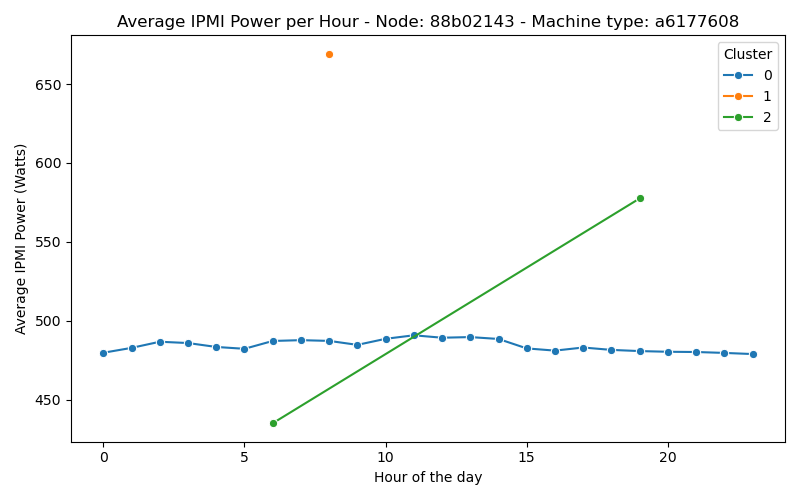 Average IPMI Power per Hour - Node: 88b02143 - Machine type: a6177608
Cluster
0
1
2
Average IPMI Power (Watts)
650
600
550
500
450
0 5 10 15 20
Hour of the day